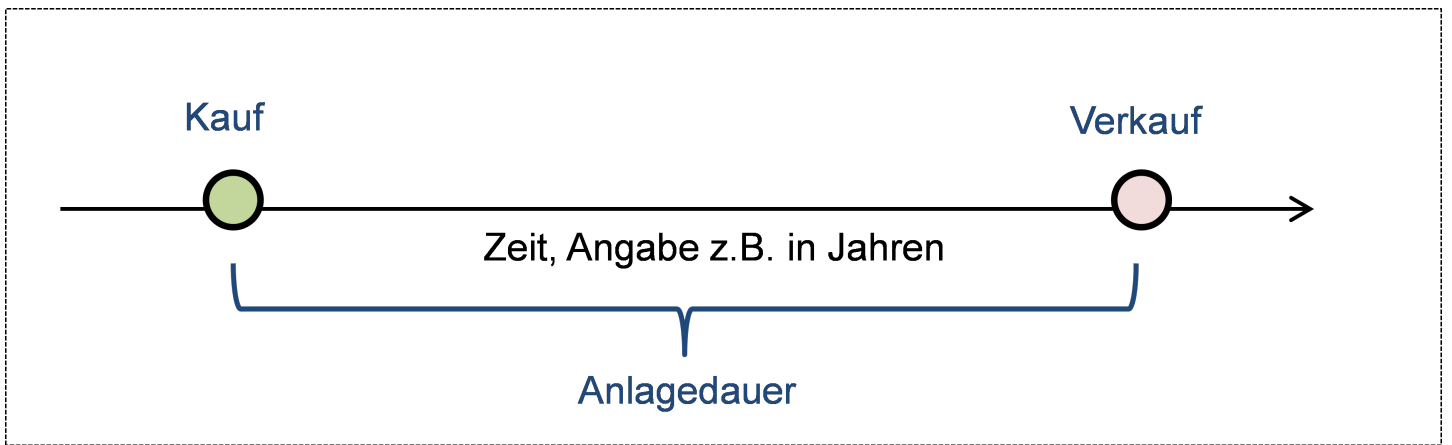 Kauf
Verkauf
Zeit, Angabe z.B. in Jahren
Anlagedauer